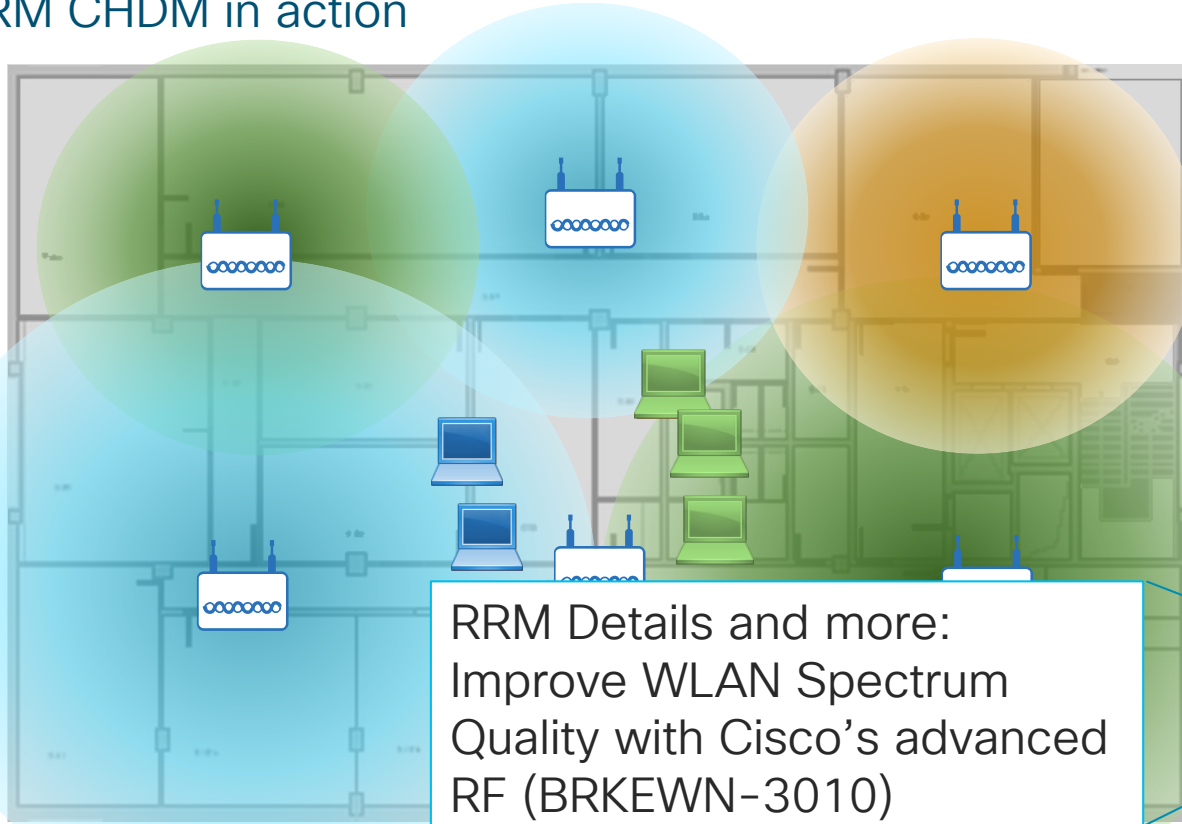 RM CHDM in action
RRM Details and more:
Improve WLAN Spectrum
Quality with Cisco’s advanced
RF (BRKEWN-3010)